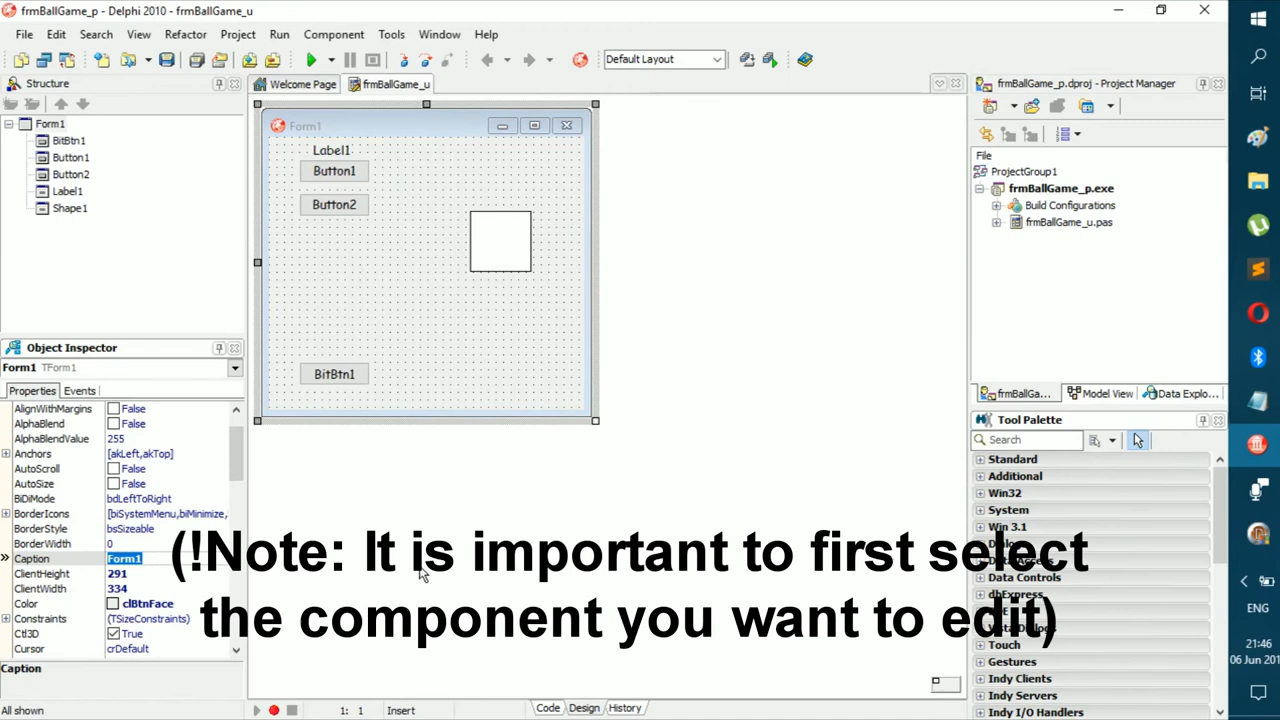 frmBallGame_p - Delphi 2010 - frmBallGame_u
File Edit Search View Refactor Project Run Component Tools Window Help
Default Layout
Structure
Welcome Page
frmBallGame_u
frmBallGame_p.dproj - Project Manager
Form1
BitBtn1
Button1
Button2
Label1
Shape1
Form1
Label1
Button1
Button2
BitBtn1
File
ProjectGroup1
frmBallGame_p.exe
Build Configurations
frmBallGame_u.pas
Object Inspector
Form1 TForm1
Properties Events
AlignWithMargins False
AlphaBlend False
AlphaBlendValue 255
Anchors [akLeft,akTop]
AutoScroll False
AutoSize False
BiDiMode bdLeftToRight
BorderIcons [biSystemMenu,biMinimize,
BorderStyle bsSizeable
BorderWidth 0
Caption Form1
ClientHeight 291
ClientWidth 334
Color clBtnFace
Constraints (TSizeConstraints)
Ctl3D True
Cursor crDefault
Caption
All shown
(!Note: It is important to first select
the component you want to edit)
1: 1 Insert
Code Design History
frmBallGa... Model View Data Explo...
Tool Palette
Search
Standard
Additional
Win32
System
Win 3.1
Data Controls
dbExpress
Touch
Gestures
Indy Clients
Indy Servers
Indy I/O Handlers
ENG
21:46
06 Jun 201